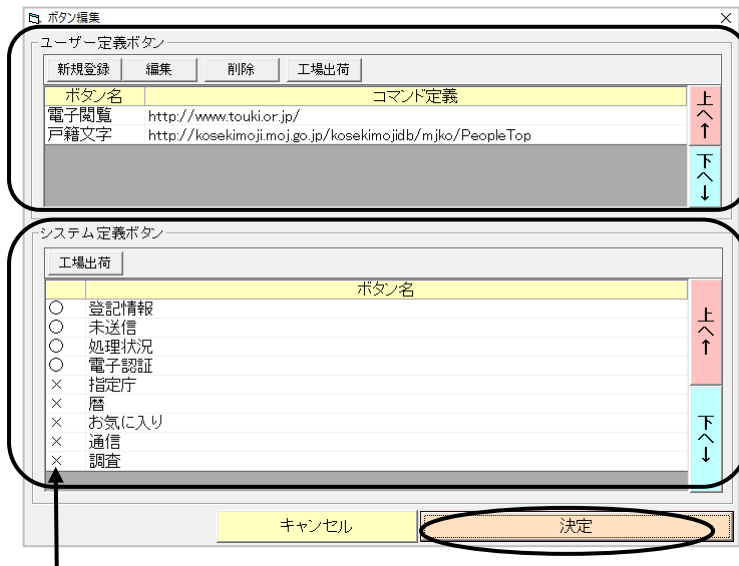 ボタン編集
ユーザー定義ボタン
新規登録 編集 削除 工場出荷
ボタン名 コマンド定義
電子閲覧 http://www.touki.or.jp/
戸籍文字 http://kosekimoji.moj.go.jp/kosekimojidb/mjko/PeopleTop
上へ↑
下へ↓
システム定義ボタン
工場出荷
ボタン名
○ 登記情報
○ 未送信
○ 処理状況
○ 電子認証
× 指定庁
× 暦
× お気に入り
× 通信
× 調査
上へ↑
下へ↓
キャンセル 決定